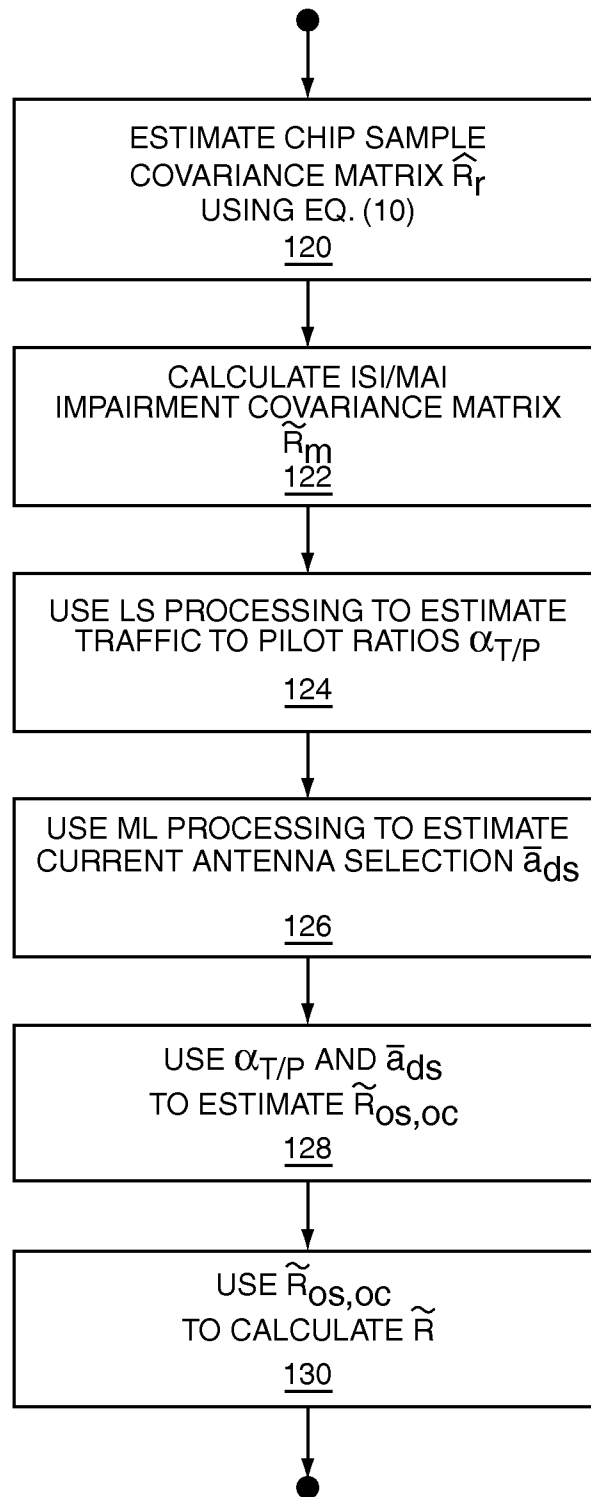 ESTIMATE CHIP SAMPLE
COVARIANCE MATRIX R̂r
USING EQ. (10)
120
CALCULATE ISI/MAI
IMPAIRMENT COVARIANCE MATRIX
R̃m
122
USE LS PROCESSING TO ESTIMATE
TRAFFIC TO PILOT RATIOS αT/P
124
USE ML PROCESSING TO ESTIMATE
CURRENT ANTENNA SELECTION āds
126
USE αT/P AND āds
TO ESTIMATE R̃os,oc
128
USE R̃os,oc
TO CALCULATE R̃
130